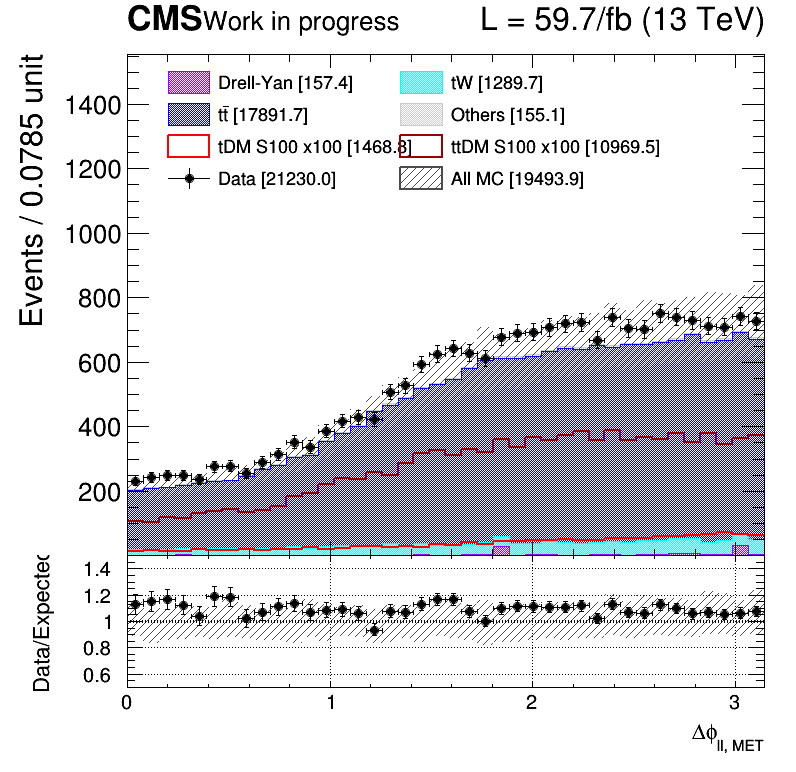 CMS Work in progress L = 59.7/fb (13 TeV)
Events / 0.0785 unit
1400
1200
1000
800
600
400
200
Drell-Yan [157.4] tW [1289.7]
tt̄ [17891.7] Others [155.1]
tDM S100 x100 [1468.8] ttDM S100 x100 [10969.5]
Data [21230.0] All MC [19493.9]
Data/Expected
1.4
1.2
1
0.8
0.6
0 1 2 3
Δϕll, MET